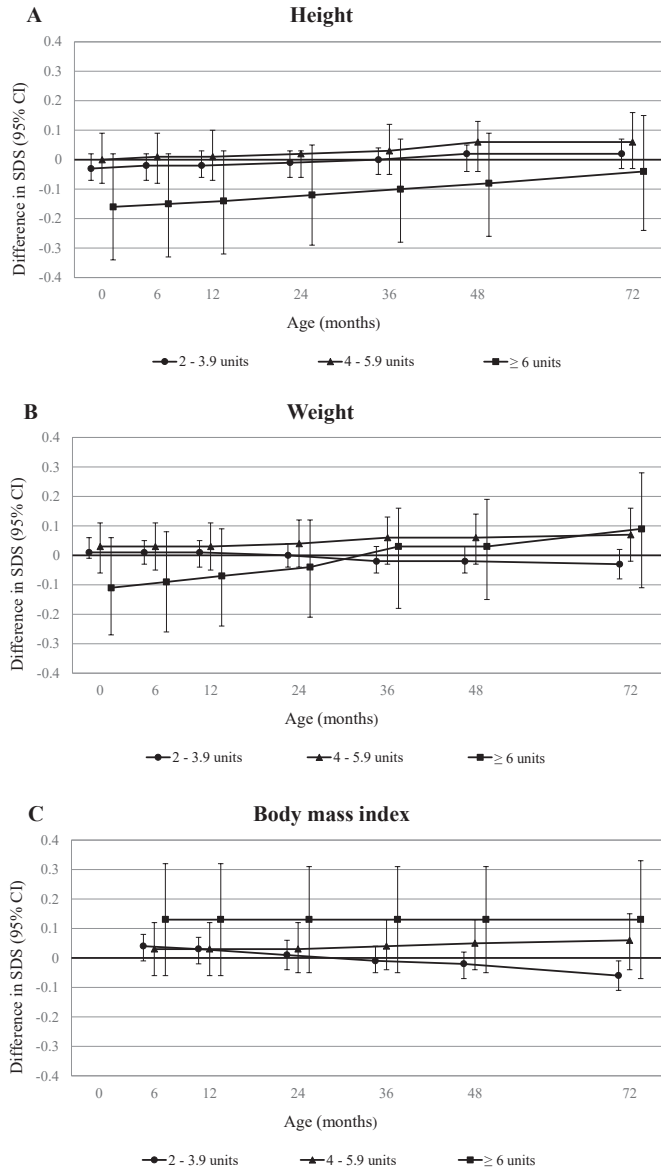 A Height
Difference in SDS (95% CI)
0.4
0.3
0.2
0.1
0
-0.1
-0.2
-0.3
-0.4
0 6 12 24 36 48 72
Age (months)
2 - 3.9 units 4 - 5.9 units ≥ 6 units
B Weight
Difference in SDS (95% CI)
0.4
0.3
0.2
0.1
0
-0.1
-0.2
-0.3
-0.4
0 6 12 24 36 48 72
Age (months)
2 - 3.9 units 4 - 5.9 units ≥ 6 units
C Body mass index
Difference in SDS (95% CI)
0.4
0.3
0.2
0.1
0
-0.1
-0.2
-0.3
-0.4
0 6 12 24 36 48 72
Age (months)
2 - 3.9 units 4 - 5.9 units ≥ 6 units